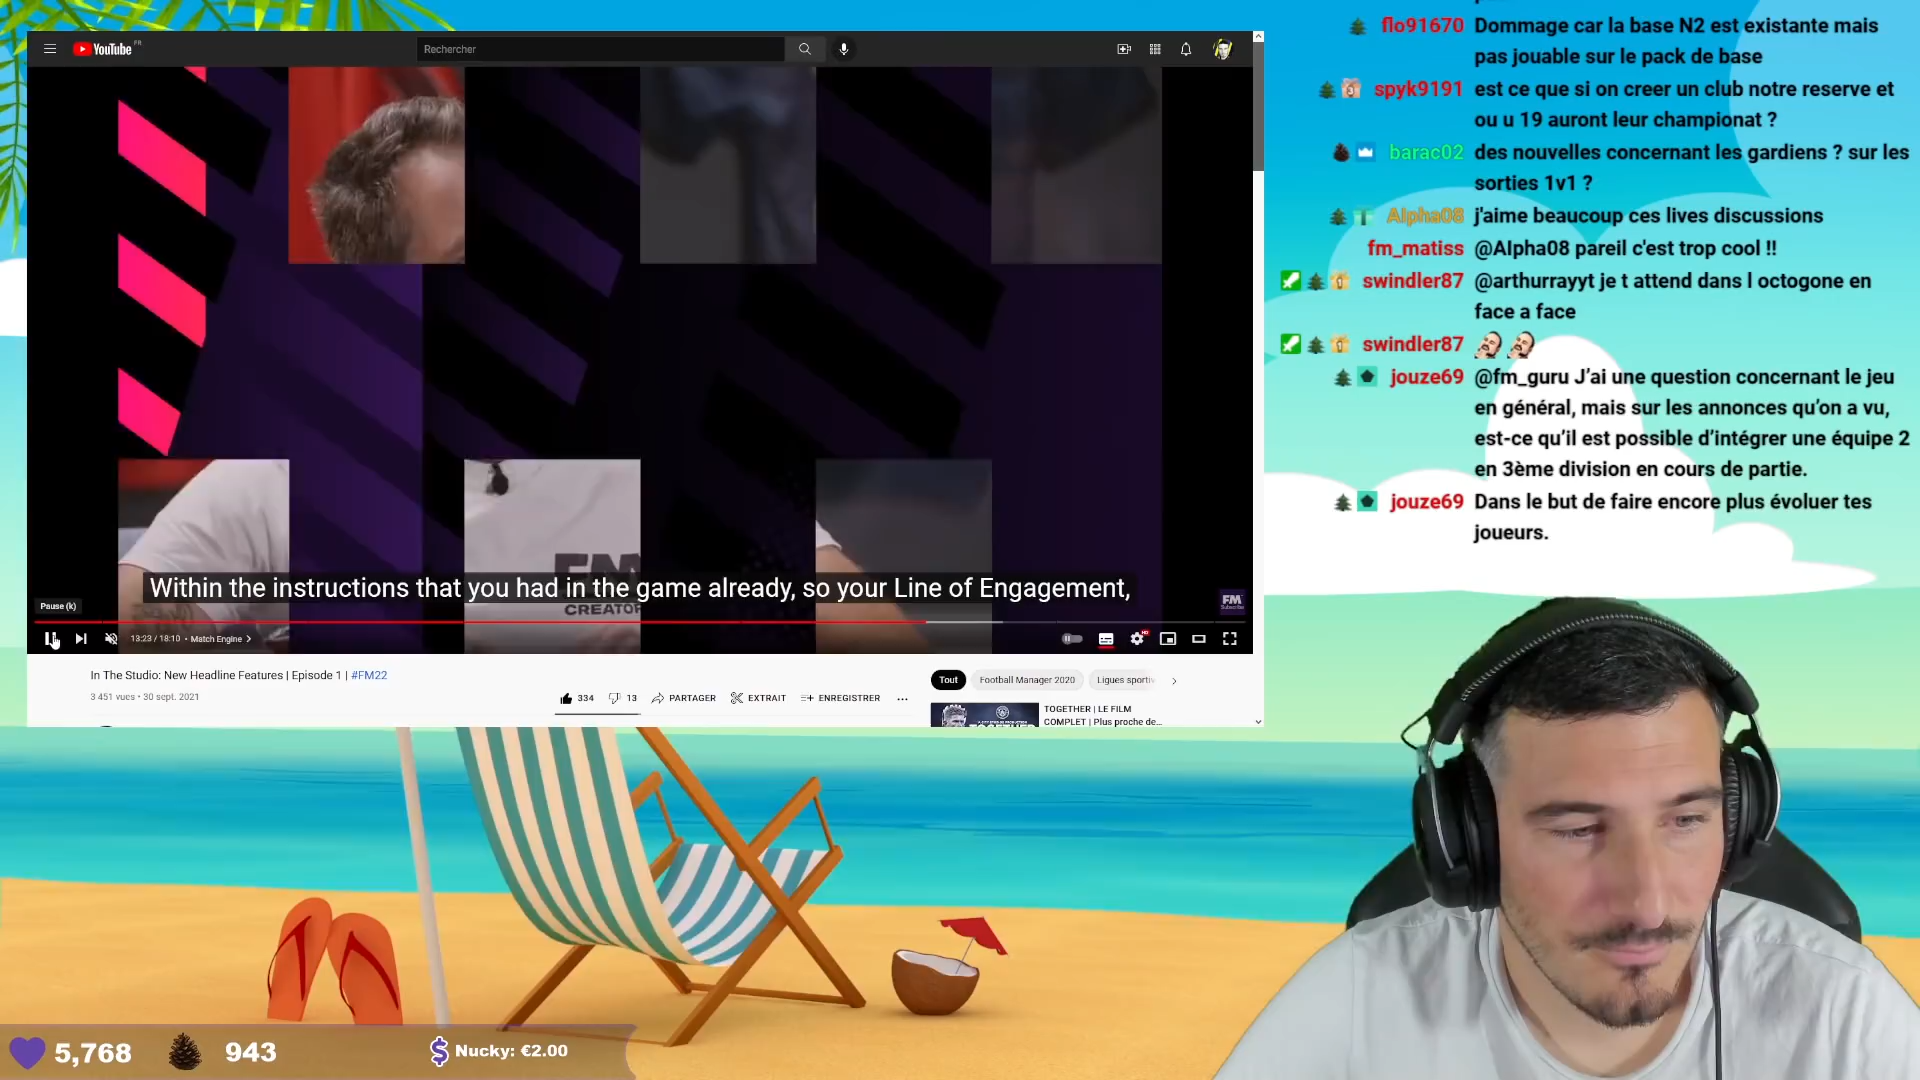 YouTube FR
Rechercher
Within the instructions that you had in the game already, so your Line of Engagement,
FM
CREATOR
FM
Subscribe
Pause (k)
13:23 / 18:10 • Match Engine
In The Studio: New Headline Features | Episode 1 | #FM22
3 451 vues • 30 sept. 2021
334
13
PARTAGER
EXTRAIT
ENREGISTRER
Tout
Football Manager 2020
Ligues sporti
TOGETHER | LE FILM
COMPLET | Plus proche de...
flo91670 Dommage car la base N2 est existante mais
pas jouable sur le pack de base
spyk9191 est ce que si on creer un club notre reserve et
ou u 19 auront leur championat ?
barac02 des nouvelles concernant les gardiens ? sur les
sorties 1v1 ?
Alpha08 j'aime beaucoup ces lives discussions
fm_matiss @Alpha08 pareil c'est trop cool !!
swindler87 @arthurrayyt je t attend dans l octogone en
face a face
swindler87
jouze69 @fm_guru J’ai une question concernant le jeu
en général, mais sur les annonces qu’on a vu,
est-ce qu’il est possible d’intégrer une équipe 2
en 3ème division en cours de partie.
jouze69 Dans le but de faire encore plus évoluer tes
joueurs.
5,768
943
Nucky: €2.00